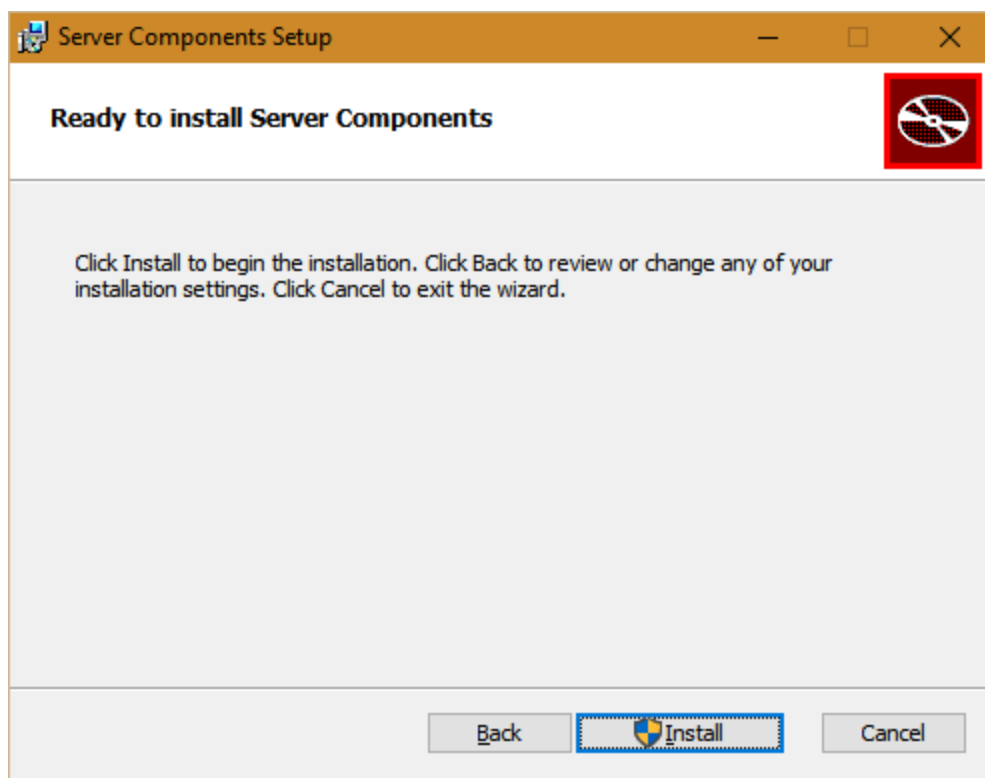 Server Components Setup
Ready to install Server Components
Click Install to begin the installation. Click Back to review or change any of your
installation settings. Click Cancel to exit the wizard.
Back Install Cancel